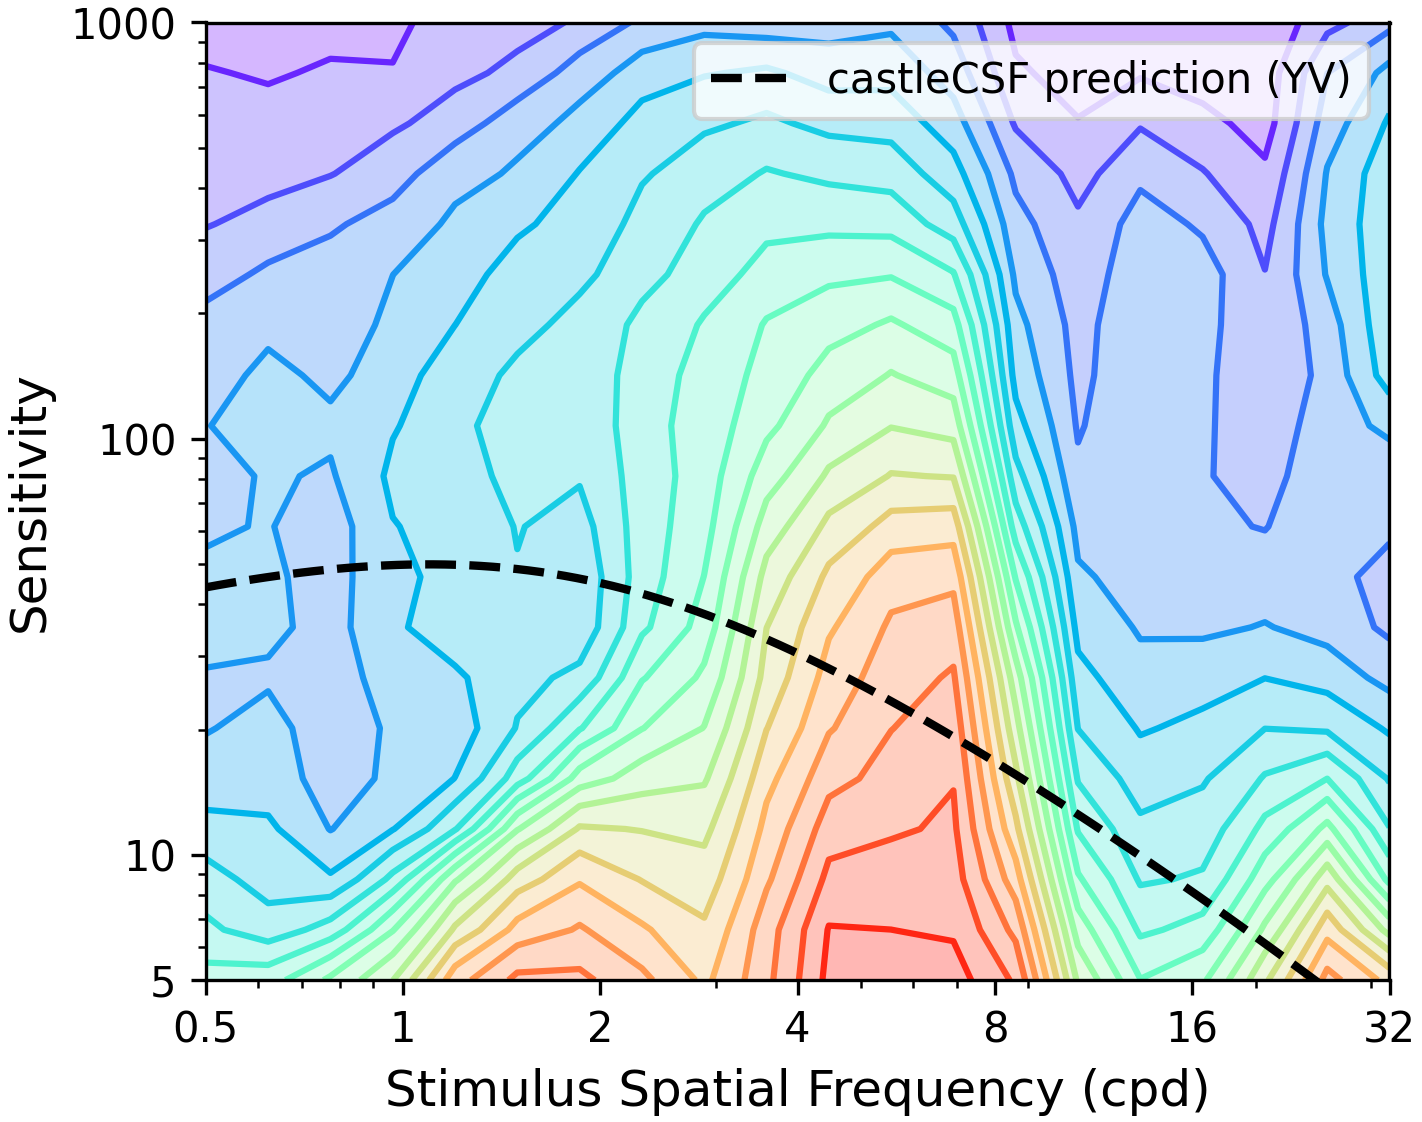 1000
castleCSF prediction (YV)
Sensitivity
100
10
5
0.5 1 2 4 8 16 32
Stimulus Spatial Frequency (cpd)